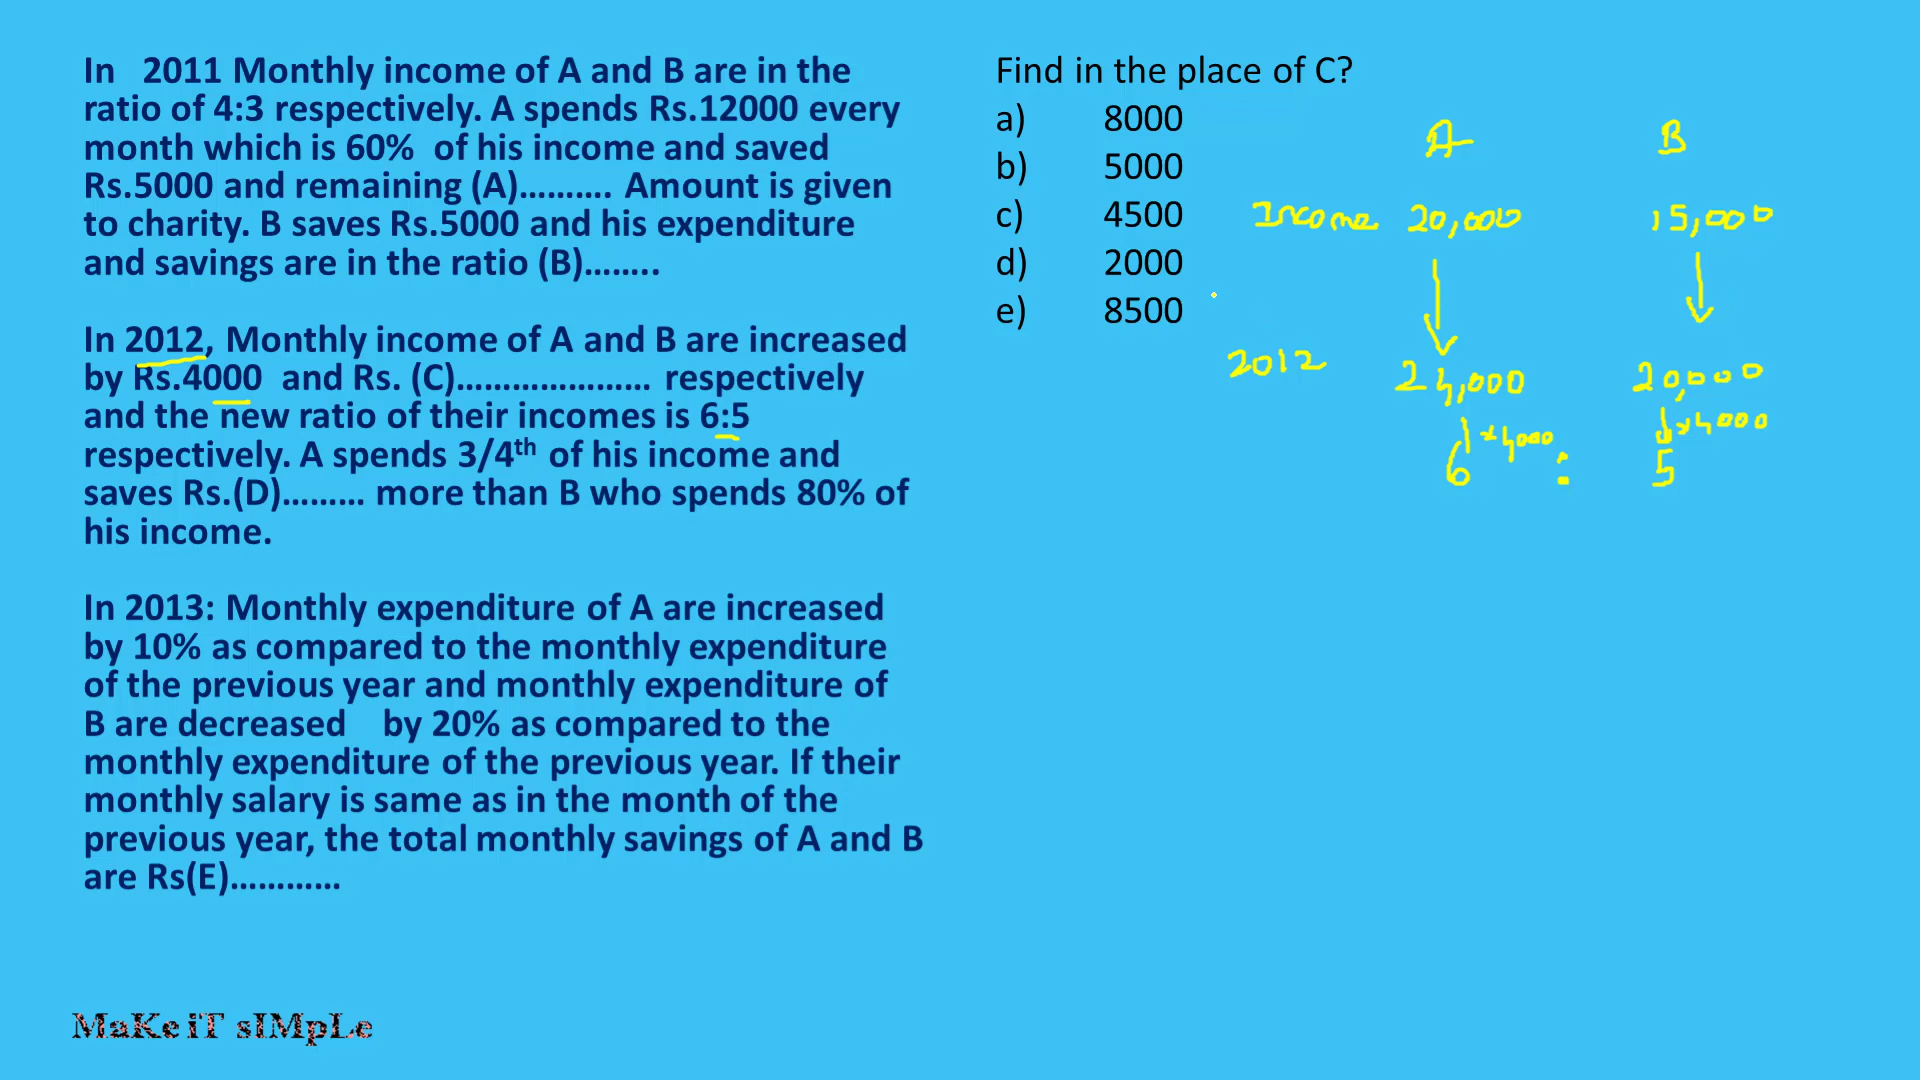 In 2011 Monthly income of A and B are in the
ratio of 4:3 respectively. A spends Rs.12000 every
month which is 60% of his income and saved
Rs.5000 and remaining (A).......... Amount is given
to charity. B saves Rs.5000 and his expenditure
and savings are in the ratio (B)........
In 2012, Monthly income of A and B are increased
by Rs.4000 and Rs. (C)..................... respectively
and the new ratio of their incomes is 6:5
respectively. A spends 3/4th of his income and
saves Rs.(D)......... more than B who spends 80% of
his income.
In 2013: Monthly expenditure of A are increased
by 10% as compared to the monthly expenditure
of the previous year and monthly expenditure of
B are decreased by 20% as compared to the
monthly expenditure of the previous year. If their
monthly salary is same as in the month of the
previous year, the total monthly savings of A and B
are Rs(E)............
MaKe iT sIMpLe
Find in the place of C?
a) 8000
b) 5000
c) 4500
d) 2000
e) 8500
A B
Income 20,000 15,000
2012 24,000 20,000
×4000 ×4000
6 : 5